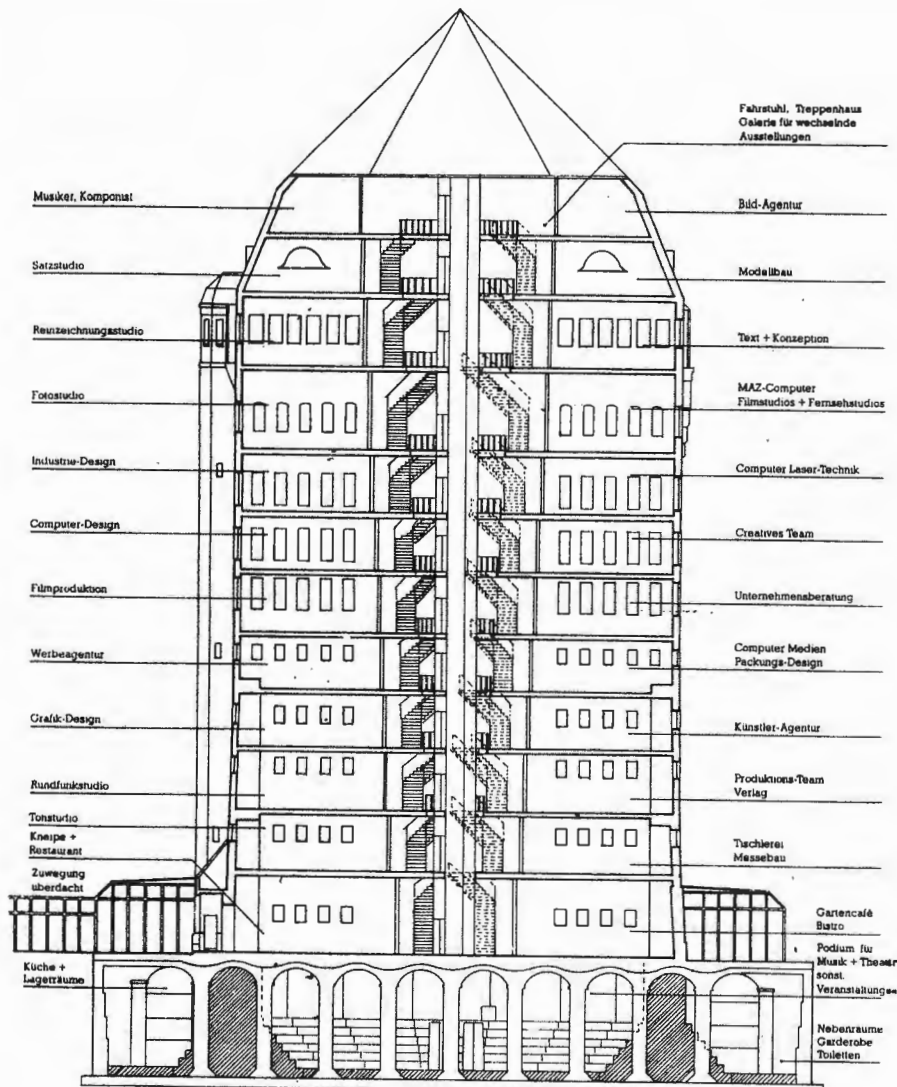 Fahrstuhl, Treppenhaus
Galerie für wechselnde
Ausstellungen
Musiker, Komponist
Bild-Agentur
Satzstudio
Modellbau
Reinzeichnungsstudio
Text + Konzeption
Fotostudio
MAZ-Computer
Filmstudios + Fernsehstudios
Industrie-Design
Computer Laser-Technik
Computer-Design
Creatives Team
Filmproduktion
Unternehmensberatung
Werbeagentur
Computer Medien
Packungs-Design
Grafik-Design
Künstler-Agentur
Rundfunkstudio
Produktions-Team
Verlag
Tonstudio
Kneipe +
Restaurant
Tischlerei
Messebau
Zuwegung
überdacht
Gartencafé
Bistro
Küche +
Lagerräume
Podium für
Musik + Theater
sonst.
Veranstaltungen
Nebenräume
Garderobe
Toiletten